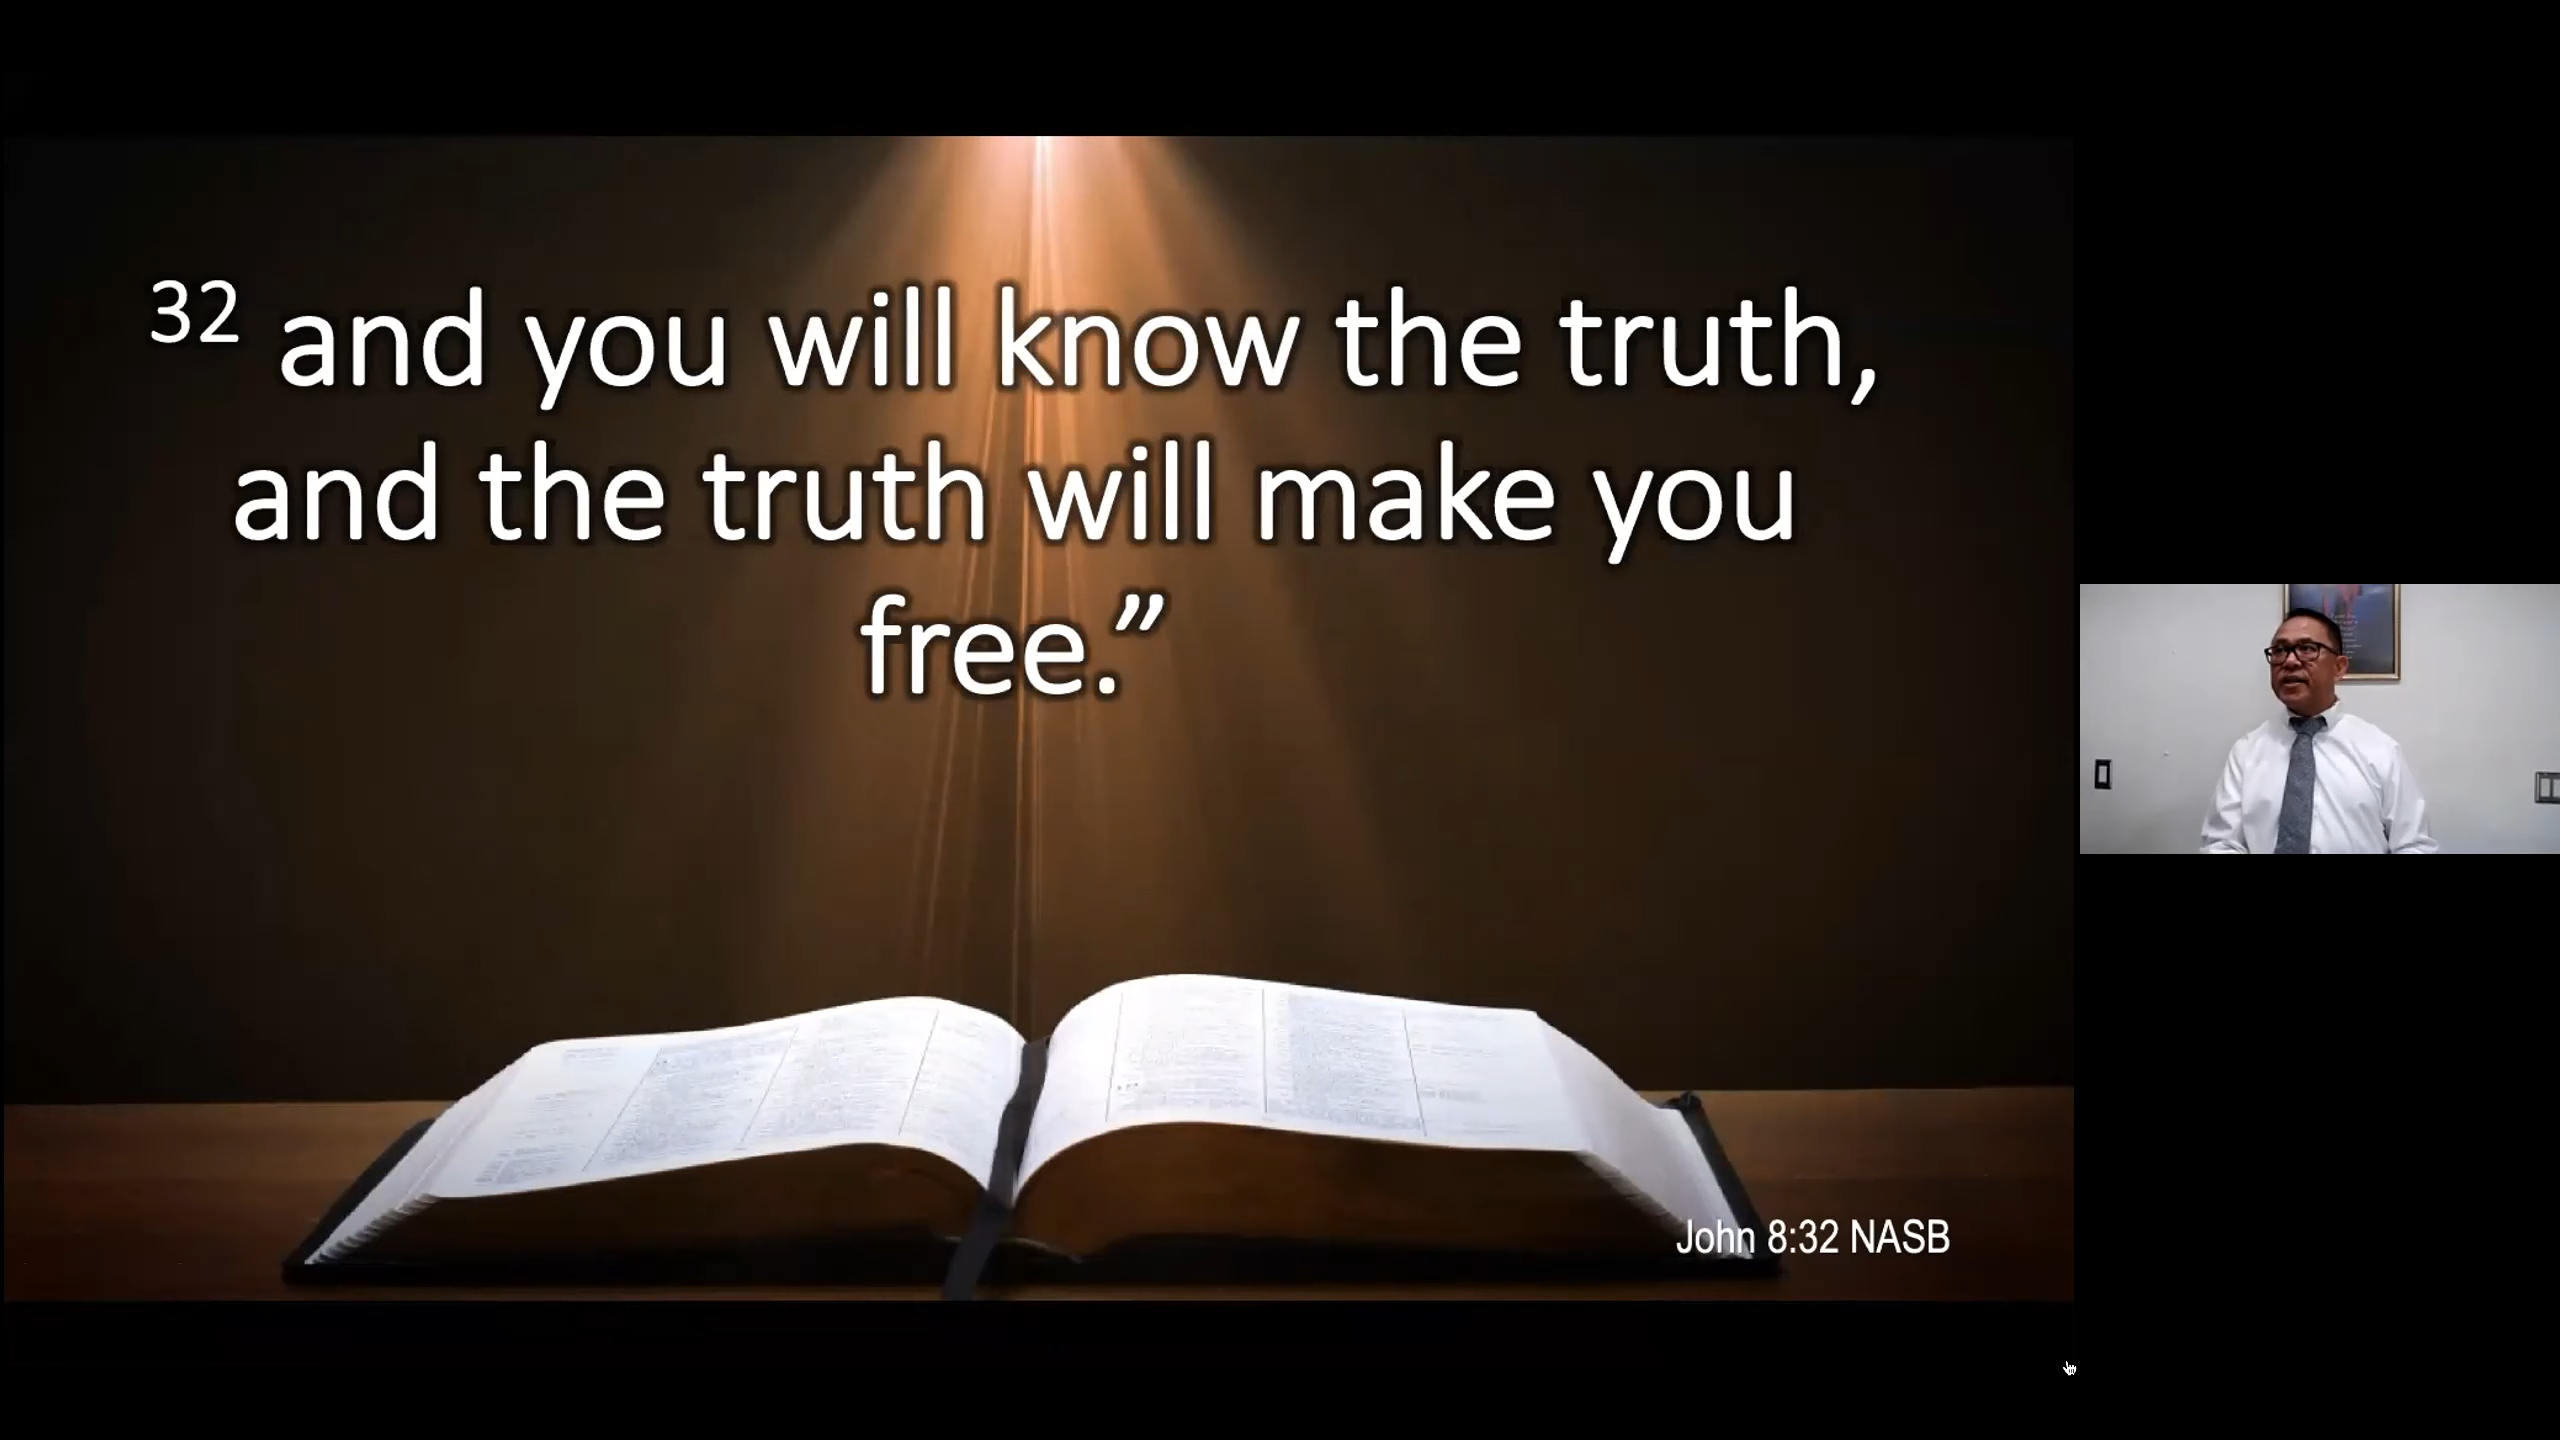 32 and you will know the truth,
and the truth will make you
free.”
John 8:32 NASB